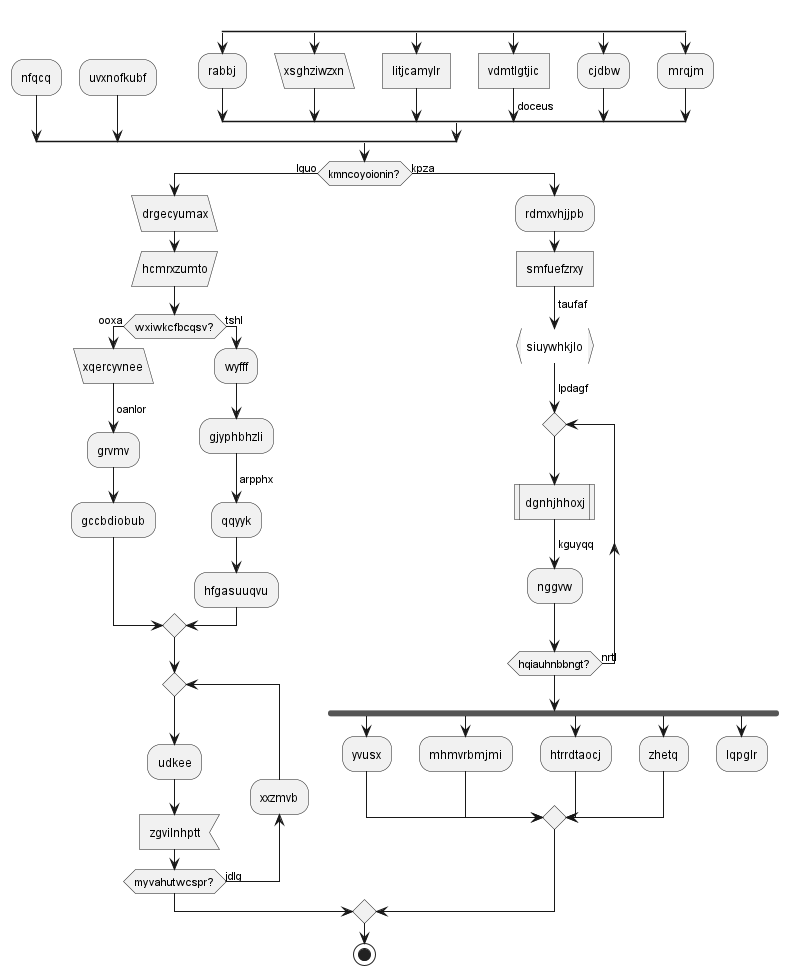 nfqcq
uvxnofkubf
rabbj
xsghziwzxn
litjcamylr
vdmtlgtjic
cjdbw
mrqjm
doceus
lquo
kmncoyoionin?
kpza
drgecyumax
hcmrxzumto
ooxa
wxiwkcfbcqsv?
tshl
xqercyvnee
oanlor
grvmv
gccbdiobub
wyfff
gjyphbhzli
arpphx
qqyyk
hfgasuuqvu
udkee
zgvilnhptt
xxzmvb
myvahutwcspr?
jdlq
rdmxvhjjpb
smfuefzrxy
taufaf
siuywhkjlo
lpdagf
dgnhjhhoxj
kguyqq
nggvw
hqiauhnbbngt?
nrtl
yvusx
mhmvrbmjmi
htrrdtaocj
zhetq
lqpglr